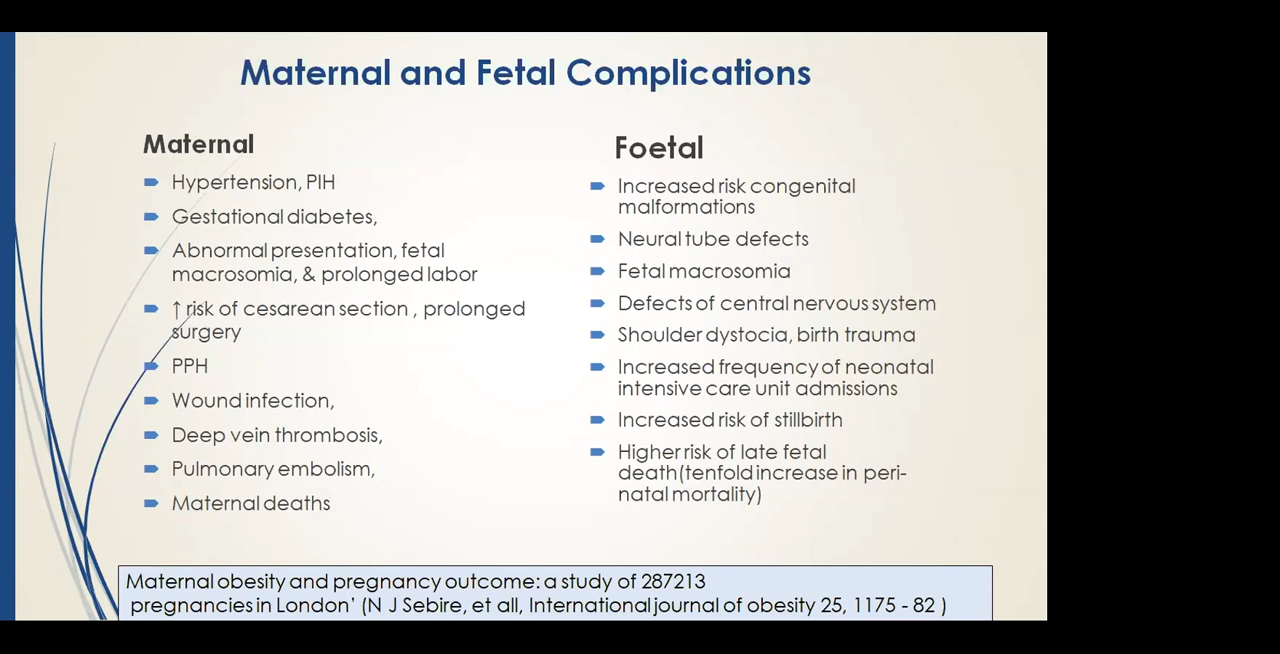 Maternal and Fetal Complications
Maternal
Hypertension, PIH
Gestational diabetes,
Abnormal presentation, fetal
macrosomia, & prolonged labor
↑ risk of cesarean section , prolonged
surgery
PPH
Wound infection,
Deep vein thrombosis,
Pulmonary embolism,
Maternal deaths
Foetal
Increased risk congenital
malformations
Neural tube defects
Fetal macrosomia
Defects of central nervous system
Shoulder dystocia, birth trauma
Increased frequency of neonatal
intensive care unit admissions
Increased risk of stillbirth
Higher risk of late fetal
death(tenfold increase in peri-
natal mortality)
Maternal obesity and pregnancy outcome: a study of 287213
pregnancies in London’ (N J Sebire, et all, International journal of obesity 25, 1175 - 82 )